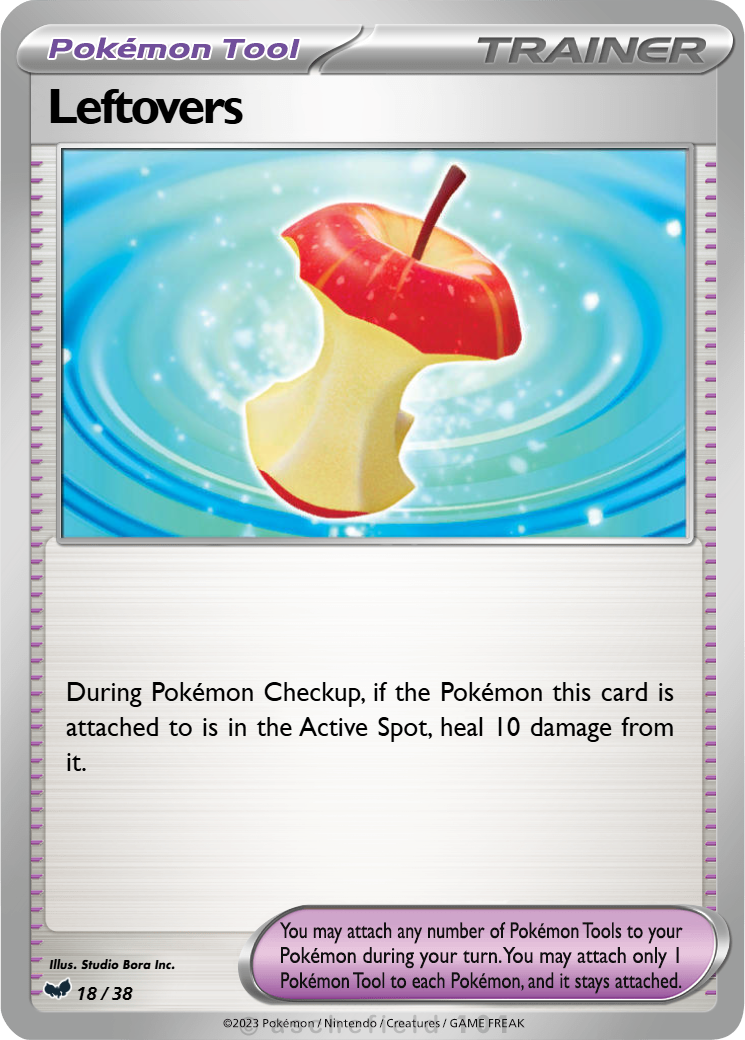 Pokémon Tool
TRAINER
Leftovers
During Pokémon Checkup, if the Pokémon this card is
attached to is in the Active Spot, heal 10 damage from
it.
You may attach any number of Pokémon Tools to your
Pokémon during your turn. You may attach only 1
Pokémon Tool to each Pokémon, and it stays attached.
Illus. Studio Bora Inc.
18 / 38
©2023 Pokémon / Nintendo / Creatures / GAME FREAK